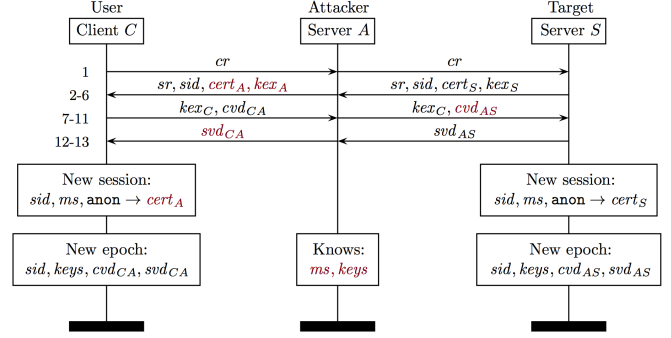 User Attacker Target
Client C Server A Server S
1 cr cr
2-6 sr, sid, cert_A, kex_A sr, sid, cert_S, kex_S
7-11 kex_C, cvd_CA kex_C, cvd_AS
12-13 svd_CA svd_AS
New session: New session:
sid, ms, anon → cert_A sid, ms, anon → cert_S
New epoch: Knows: New epoch:
sid, keys, cvd_CA, svd_CA ms, keys sid, keys, cvd_AS, svd_AS